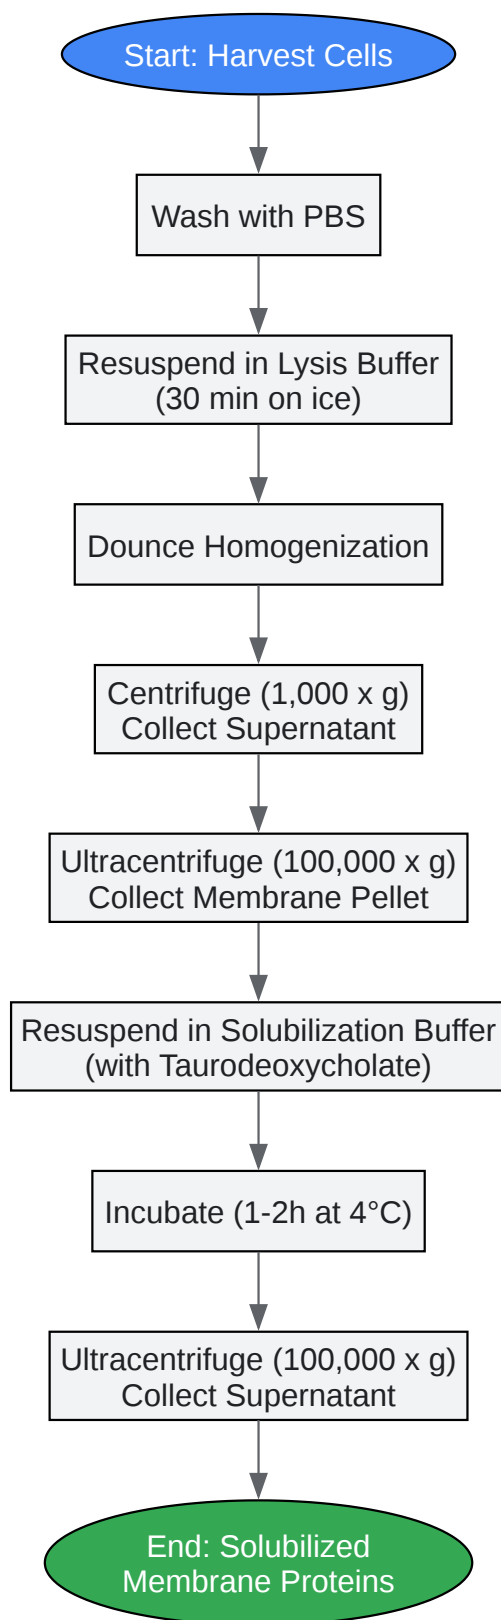 Start: Harvest Cells
Wash with PBS
Resuspend in Lysis Buffer
(30 min on ice)
Dounce Homogenization
Centrifuge (1,000 x g)
Collect Supernatant
Ultracentrifuge (100,000 x g)
Collect Membrane Pellet
Resuspend in Solubilization Buffer
(with Taurodeoxycholate)
Incubate (1-2h at 4°C)
Ultracentrifuge (100,000 x g)
Collect Supernatant
End: Solubilized
Membrane Proteins